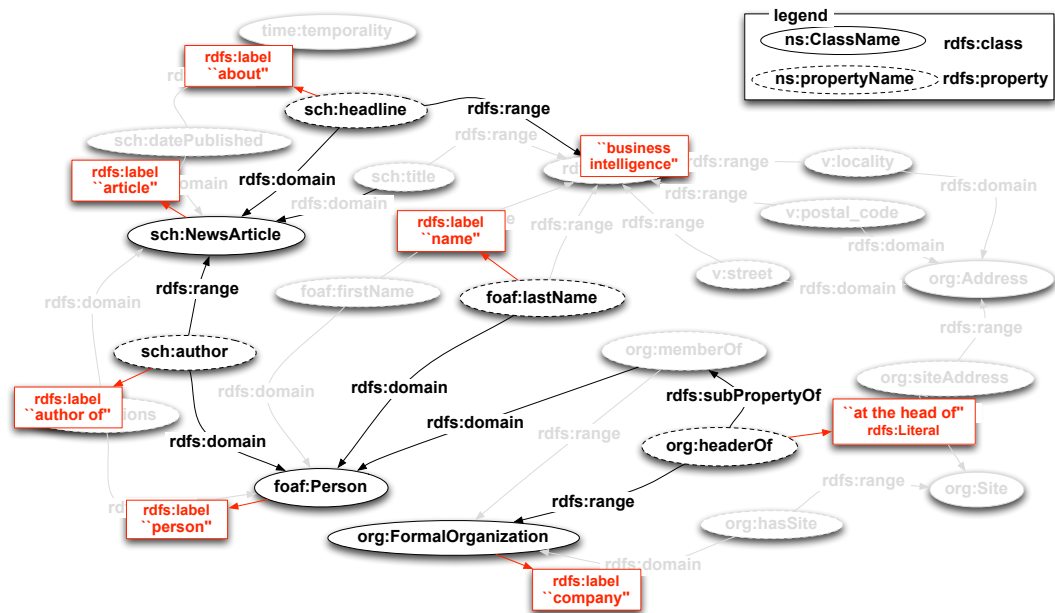 legend
ns:ClassName
rdfs:class
ns:propertyName
rdfs:property
time:temporality
rdfs:label
``about"
sch:headline
rdfs:range
sch:datePublished
rdfs:range
``business
intelligence"
rdfs:range
v:locality
rdfs:label
``article"
rdfs:domain
sch:title
rdfs:domain
rdfs:range
rdfs:domain
rdfs:label
``name"
v:postal_code
sch:NewsArticle
rdfs:range
rdfs:range
rdfs:domain
rdfs:range
v:street
rdfs:domain
org:Address
rdfs:domain
foaf:firstName
foaf:lastName
rdfs:range
sch:author
org:memberOf
org:siteAddress
rdfs:domain
rdfs:domain
rdfs:subPropertyOf
rdfs:label
``author of"
``at the head of"
rdfs:Literal
rdfs:domain
rdfs:domain
rdfs:range
org:headerOf
foaf:Person
rdfs:range
org:Site
rdfs:label
``person"
rdfs:range
org:hasSite
org:FormalOrganization
rdfs:domain
rdfs:label
``company"